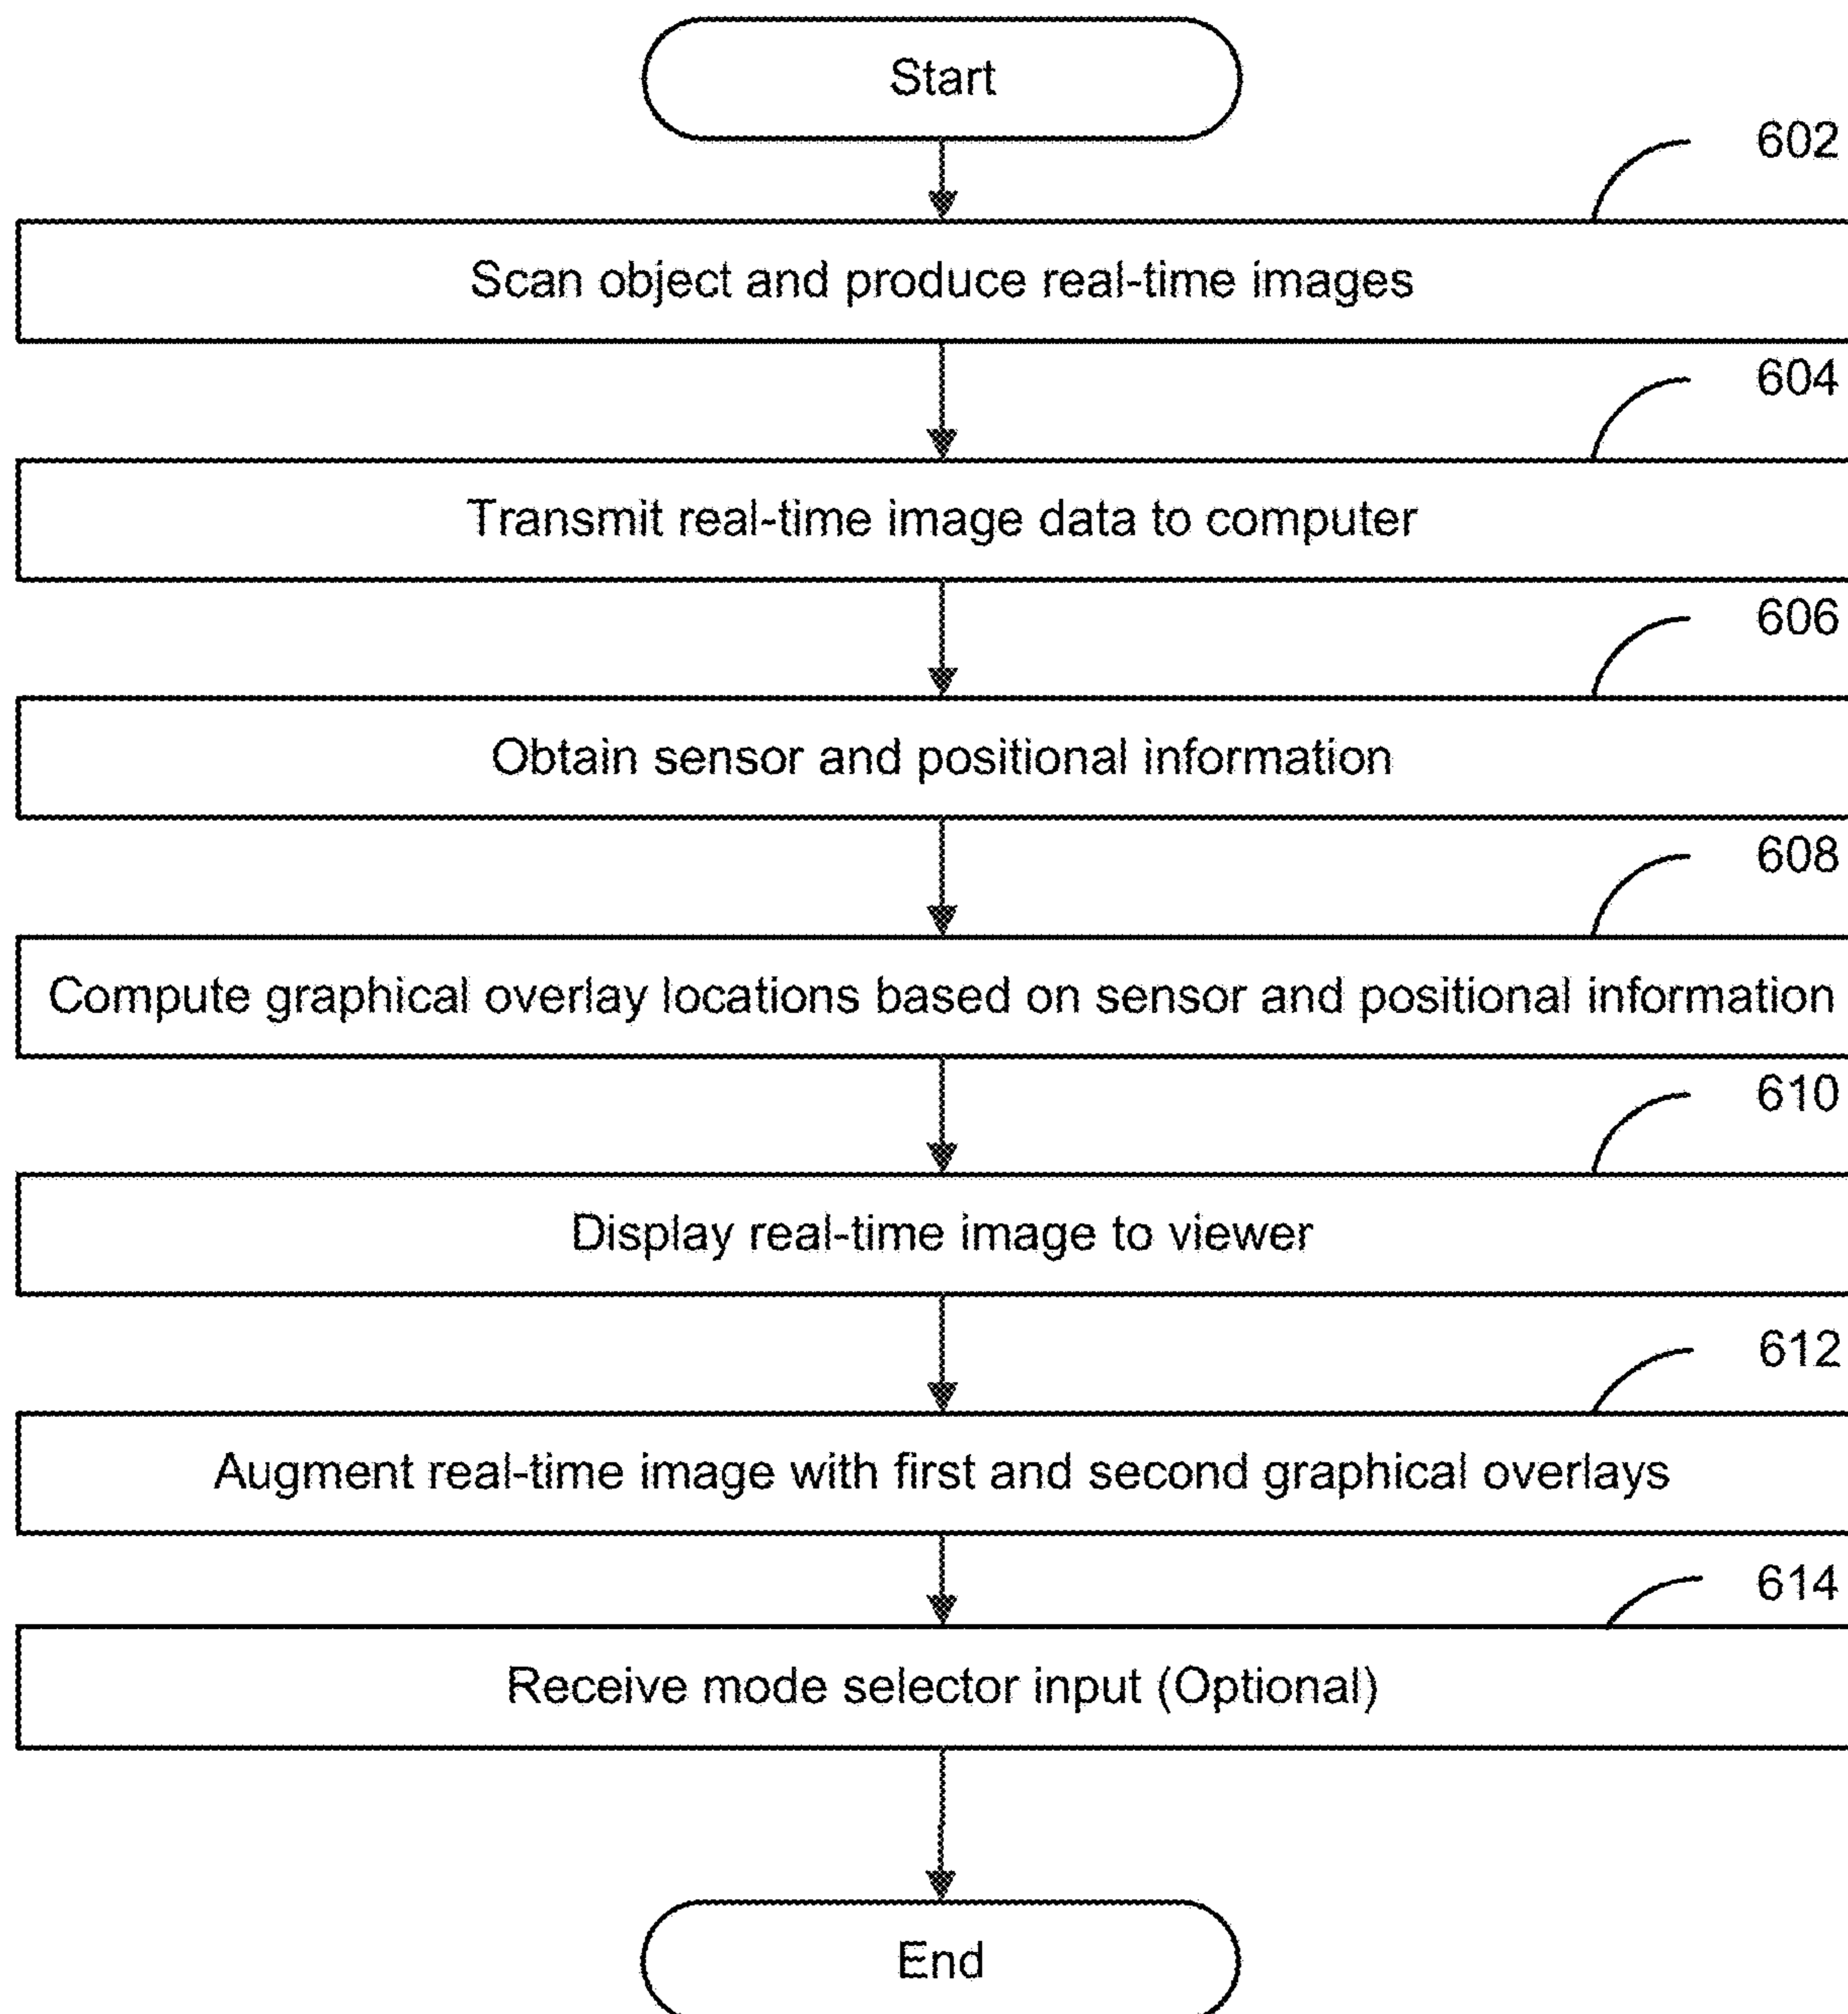 Start
602
Scan object and produce real-time images
604
Transmit real-time image data to computer
606
Obtain sensor and positional information
608
Compute graphical overlay locations based on sensor and positional information
610
Display real-time image to viewer
612
Augment real-time image with first and second graphical overlays
614
Receive mode selector input (Optional)
End